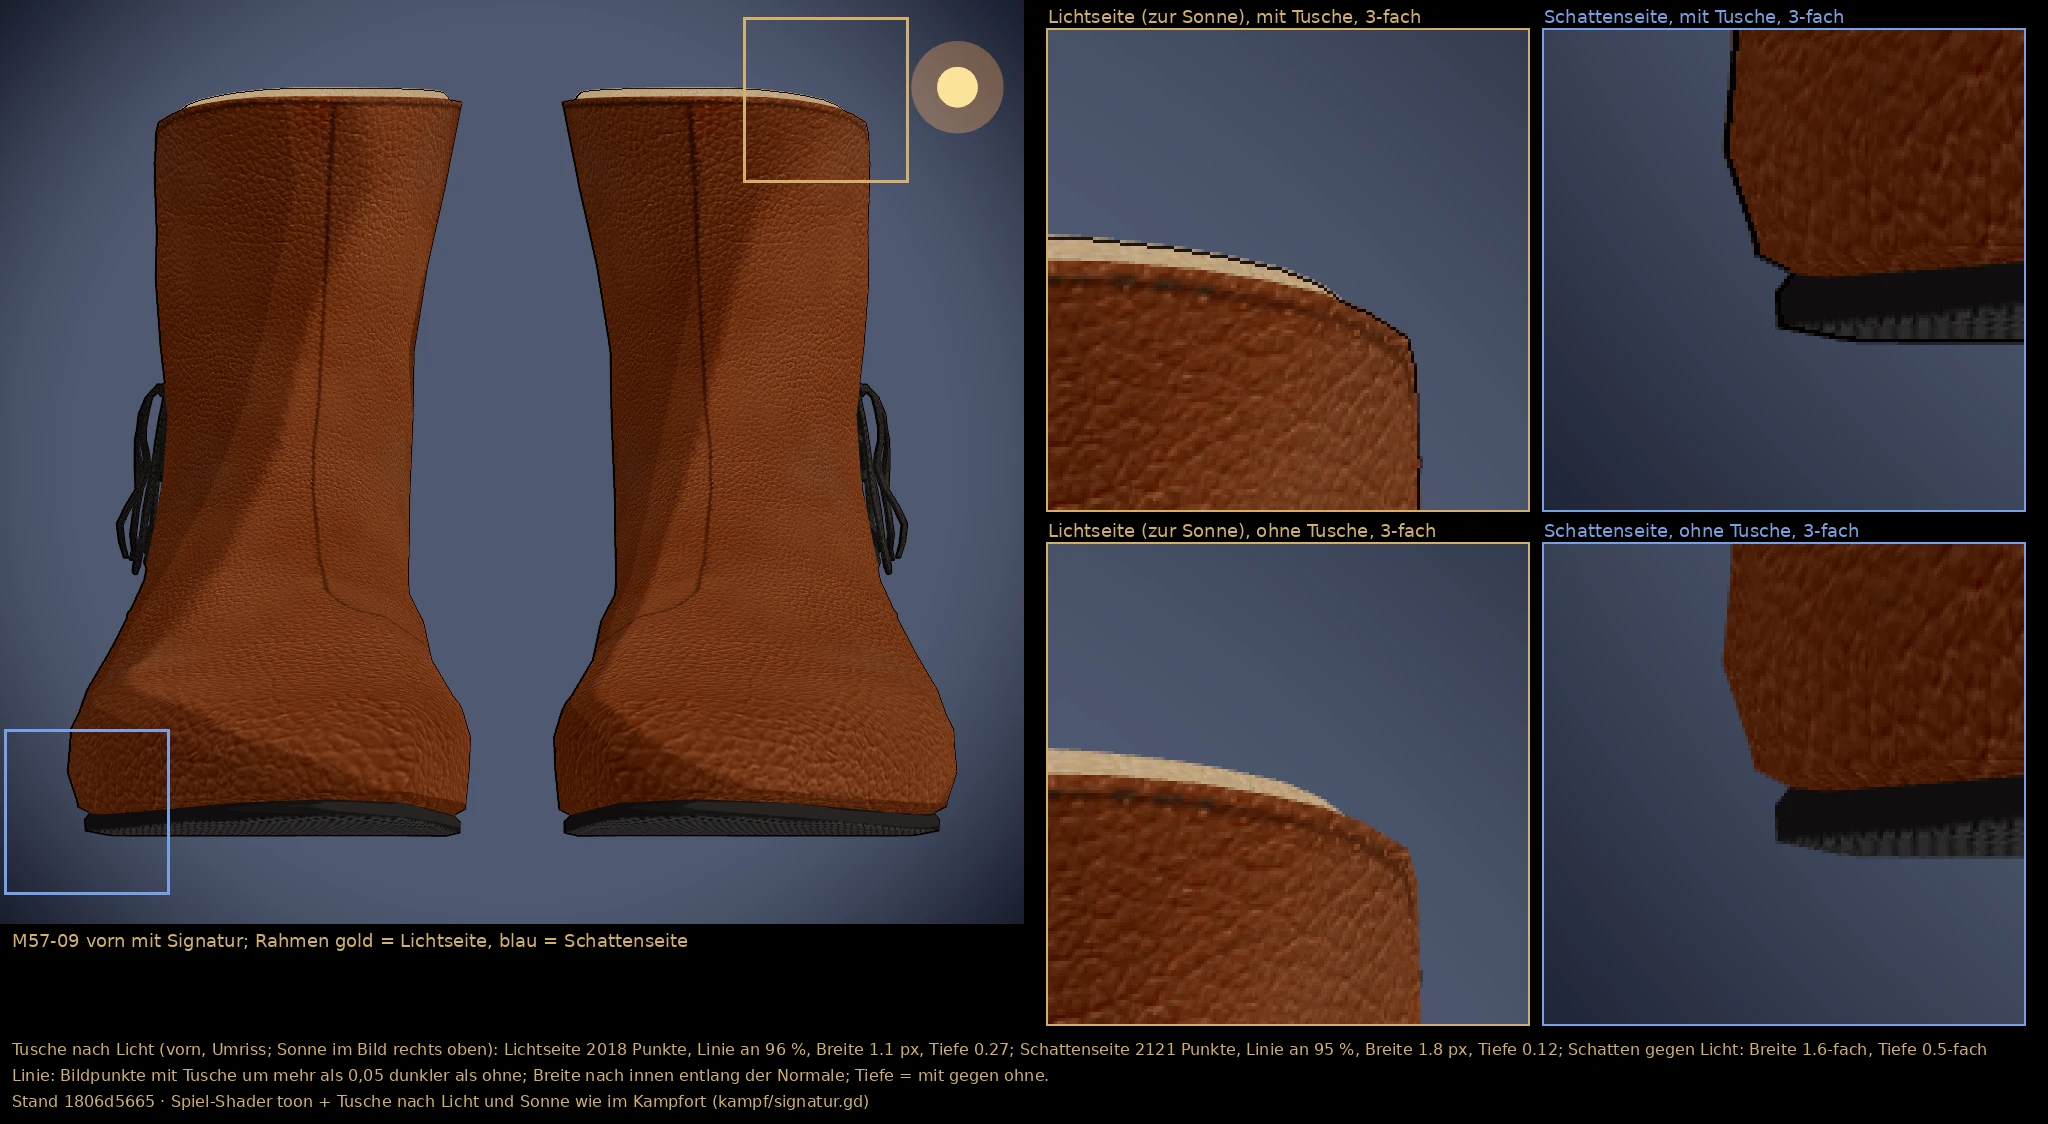 Lichtseite (zur Sonne), mit Tusche, 3-fach
Schattenseite, mit Tusche, 3-fach
Lichtseite (zur Sonne), ohne Tusche, 3-fach
Schattenseite, ohne Tusche, 3-fach
M57-09 vorn mit Signatur; Rahmen gold = Lichtseite, blau = Schattenseite
Tusche nach Licht (vorn, Umriss; Sonne im Bild rechts oben): Lichtseite 2018 Punkte, Linie an 96 %, Breite 1.1 px, Tiefe 0.27; Schattenseite 2121 Punkte, Linie an 95 %, Breite 1.8 px, Tiefe 0.12; Schatten gegen Licht: Breite 1.6-fach, Tiefe 0.5-fach
Linie: Bildpunkte mit Tusche um mehr als 0,05 dunkler als ohne; Breite nach innen entlang der Normale; Tiefe = mit gegen ohne.
Stand 1806d5665 · Spiel-Shader toon + Tusche nach Licht und Sonne wie im Kampfort (kampf/signatur.gd)